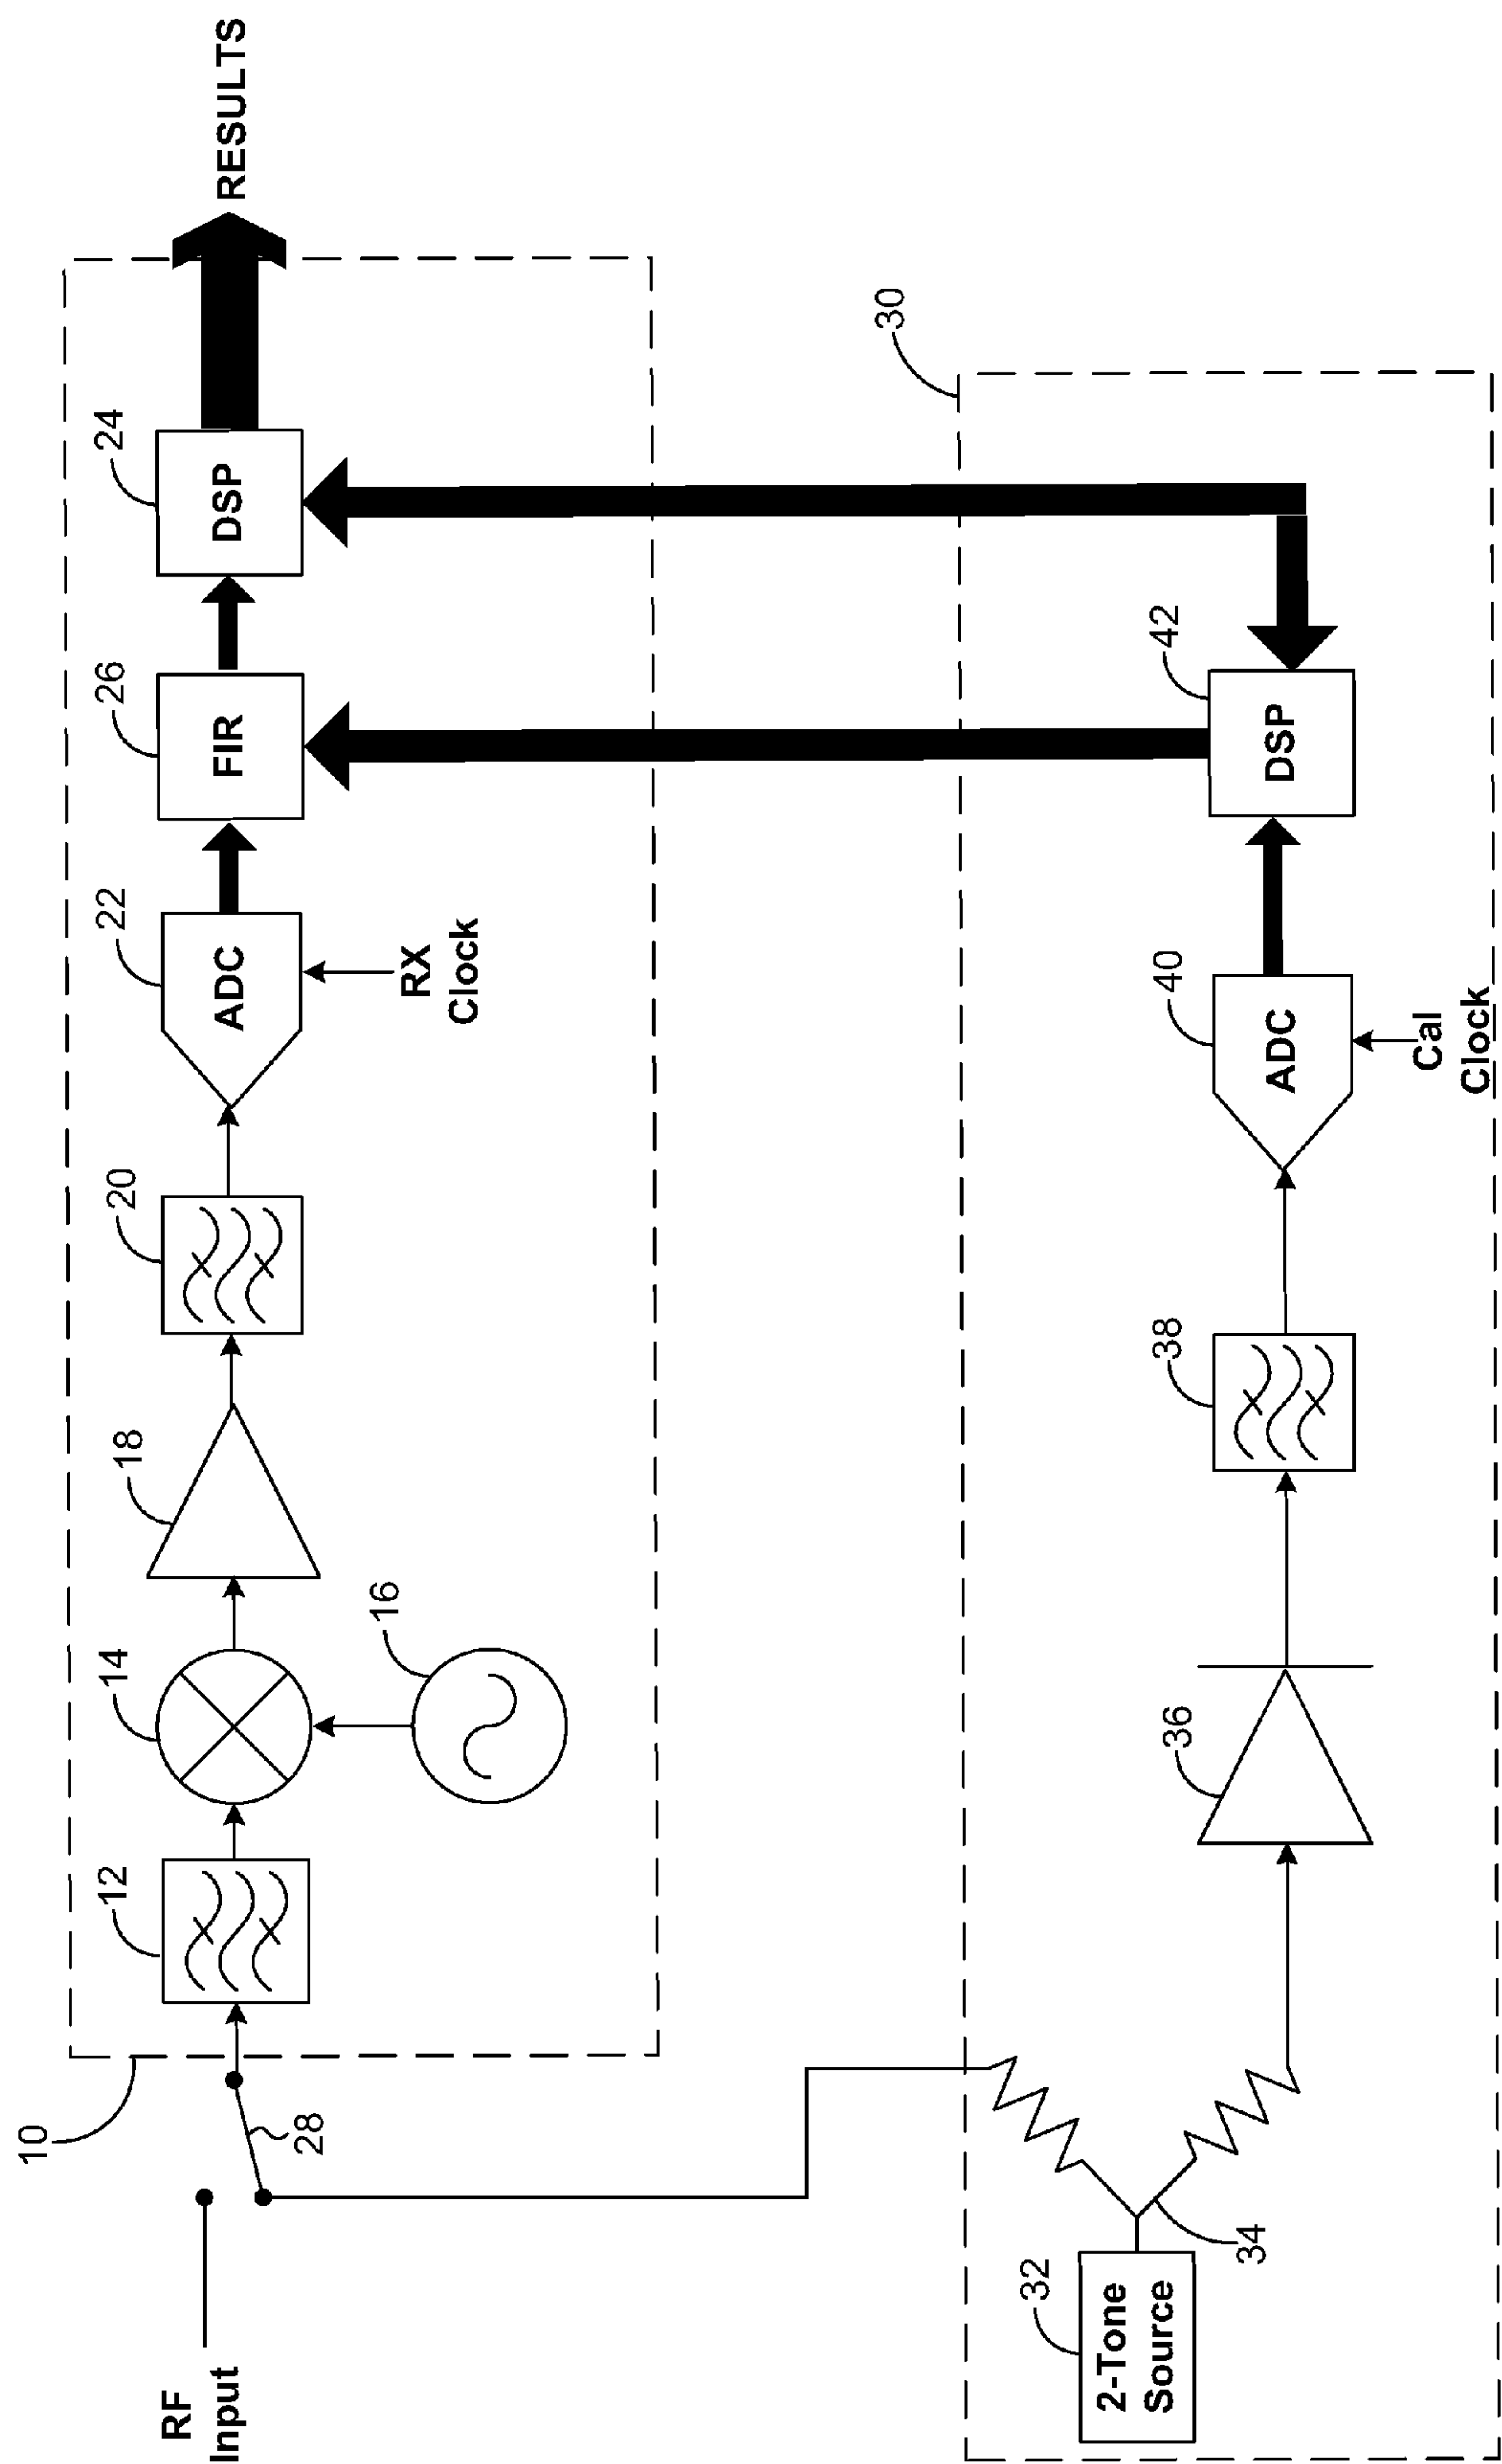 10
12
14
16
18
20
22
26
24
RF
Input
28
ADC
FIR
DSP
RESULTS
RX
Clock
30
32
2-Tone
Source
34
36
38
40
ADC
Cal
Clock
42
DSP